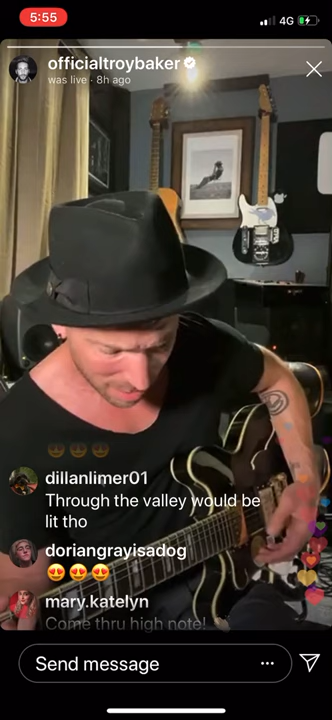 5:55
4G
officialtroybaker
was live · 8h ago
😍 😍 😍
dillanlimer01
Through the valley would be
lit tho
doriangrayisadog
😍 😍 😍
mary.katelyn
Come thru high note!
Send message